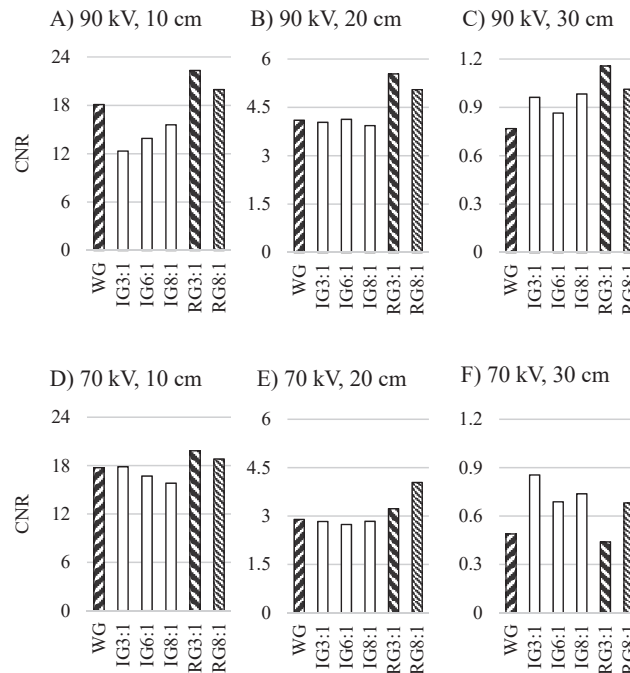 A) 90 kV, 10 cm
B) 90 kV, 20 cm
C) 90 kV, 30 cm
CNR
24
18
12
6
0
WG
IG3:1
IG6:1
IG8:1
RG3:1
RG8:1
6
4.5
3
1.5
0
WG
IG3:1
IG6:1
IG8:1
RG3:1
RG8:1
1.2
0.9
0.6
0.3
0
WG
IG3:1
IG6:1
IG8:1
RG3:1
RG8:1
D) 70 kV, 10 cm
E) 70 kV, 20 cm
F) 70 kV, 30 cm
CNR
24
18
12
6
0
WG
IG3:1
IG6:1
IG8:1
RG3:1
RG8:1
6
4.5
3
1.5
0
WG
IG3:1
IG6:1
IG8:1
RG3:1
RG8:1
1.2
0.9
0.6
0.3
0
WG
IG3:1
IG6:1
IG8:1
RG3:1
RG8:1